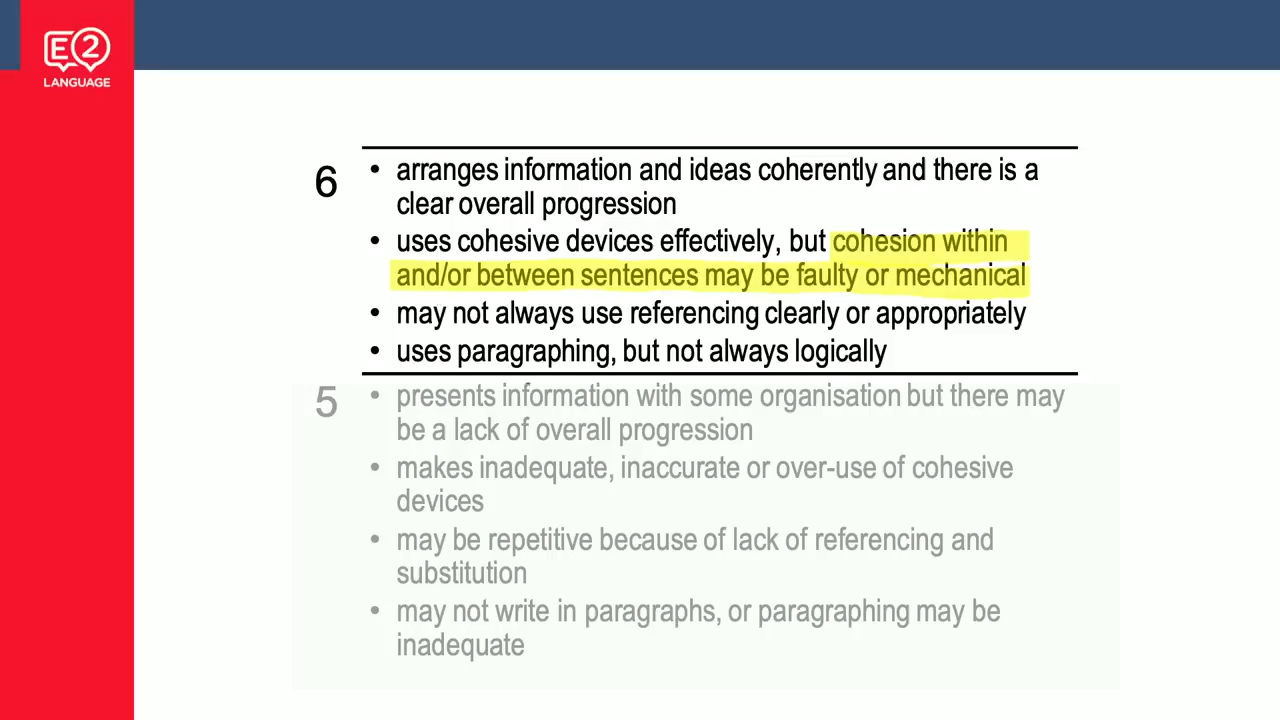 E2
LANGUAGE
6
• arranges information and ideas coherently and there is a
clear overall progression
• uses cohesive devices effectively, but cohesion within
and/or between sentences may be faulty or mechanical
• may not always use referencing clearly or appropriately
• uses paragraphing, but not always logically
5
• presents information with some organisation but there may
be a lack of overall progression
• makes inadequate, inaccurate or over-use of cohesive
devices
• may be repetitive because of lack of referencing and
substitution
• may not write in paragraphs, or paragraphing may be
inadequate